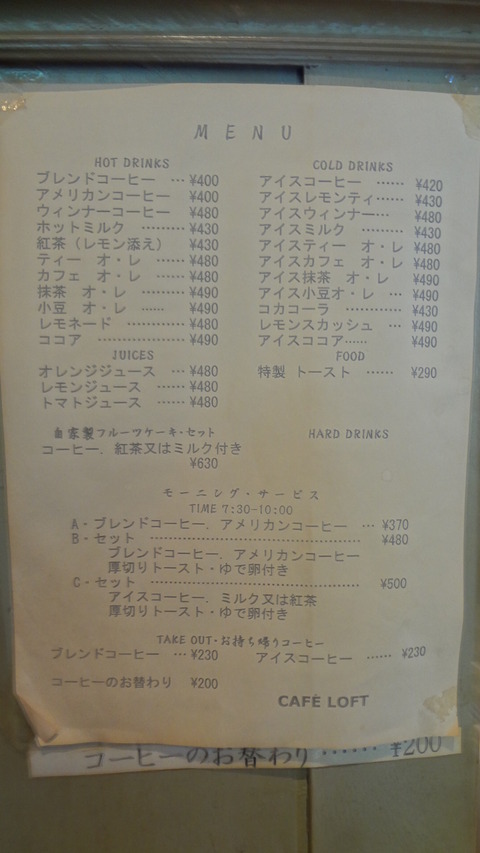 MENU
HOT DRINKS
ブレンドコーヒー …¥400
アメリカンコーヒー ¥400
ウィンナーコーヒー ¥480
ホットミルク ………… ¥430
紅茶（レモン添え） ¥430
ティー オ・レ …… ¥480
カフェ オ・レ …… ¥480
抹茶 オ・レ ……… ¥490
小豆 オ・レ …… ¥490
レモネード ………… ¥480
ココア ……………… ¥490
JUICES
オレンジジュース …… ¥480
レモンジュース …… ¥480
トマトジュース …… ¥480
COLD DRINKS
アイスコーヒー …… ¥420
アイスレモンティ…… ¥430
アイスウィンナー… ¥480
アイスミルク ……… ¥430
アイスティー オ・レ ¥480
アイスカフェ オ・レ ¥480
アイス抹茶 オ・レ ¥490
アイス小豆オ・レ … ¥490
コカコーラ ………… ¥430
レモンスカッシュ … ¥490
アイスココア…… ¥490
FOOD
特製 トースト …… ¥290
自家製フルーツケーキ・セット
コーヒー．紅茶又はミルク付き
¥630
HARD DRINKS
モーニング・サービス
TIME 7:30-10:00
A-ブレンドコーヒー．アメリカンコーヒー … ¥370
B-セット ………………………………… ¥480
ブレンドコーヒー．アメリカンコーヒー
厚切りトースト・ゆで卵付き
C-セット ………………………………… ¥500
アイスコーヒー．ミルク又は紅茶
厚切りトースト・ゆで卵付き
TAKE OUT・お持ち帰りコーヒー
ブレンドコーヒー …¥230 アイスコーヒー …… ¥230
コーヒーのお替わり ¥200
CAFÉ LOFT
コーヒーのお替わり …… ¥200